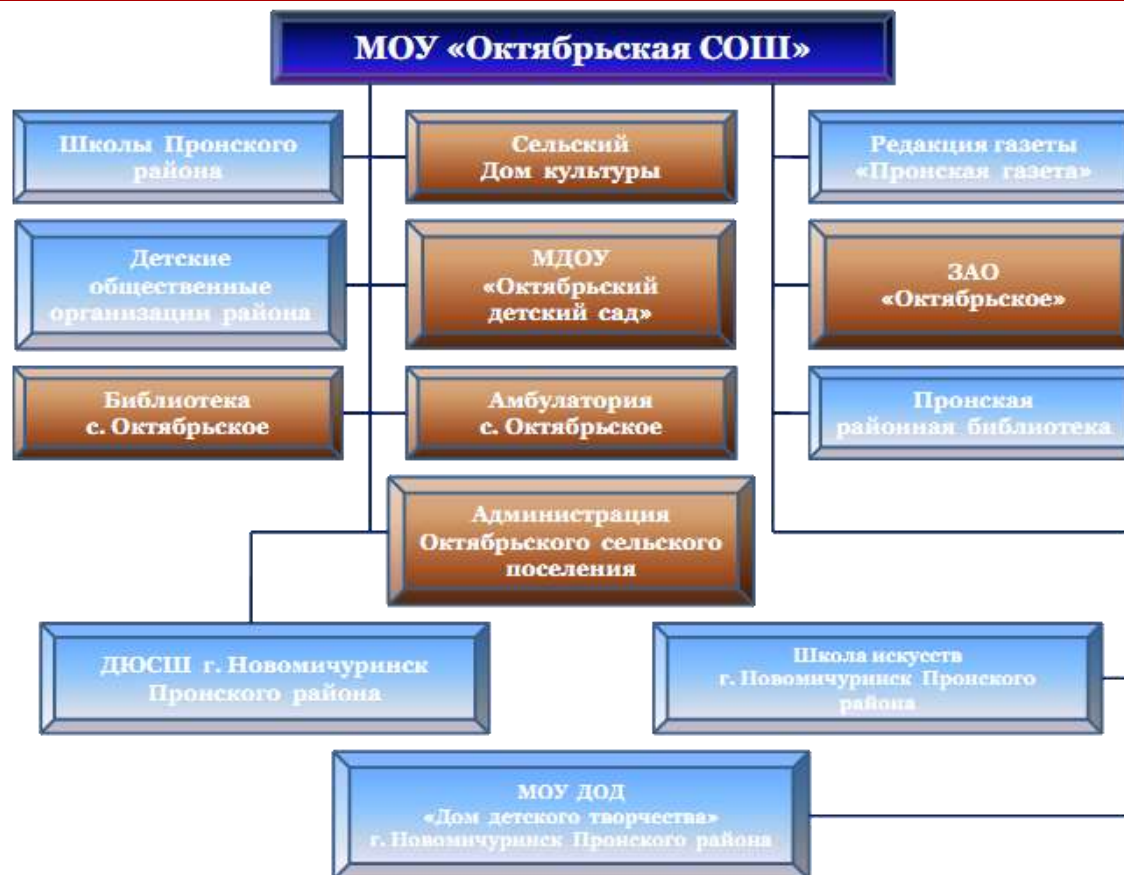 МОУ «Октябрьская СОШ»
Школы Пронского
района
Сельский
Дом культуры
Редакция газеты
«Пронская газета»
Детские
общественные
организации района
МДОУ
«Октябрьский
детский сад»
ЗАО
«Октябрьское»
Библиотека
с. Октябрьское
Амбулатория
с. Октябрьское
Пронская
районная библиотека
Администрация
Октябрьского сельского
поселения
ДЮСШ г. Новомичуринск
Пронского района
Школа искусств
г. Новомичуринск Пронского
района
МОУ ДОД
«Дом детского творчества»
г. Новомичуринск Пронского района